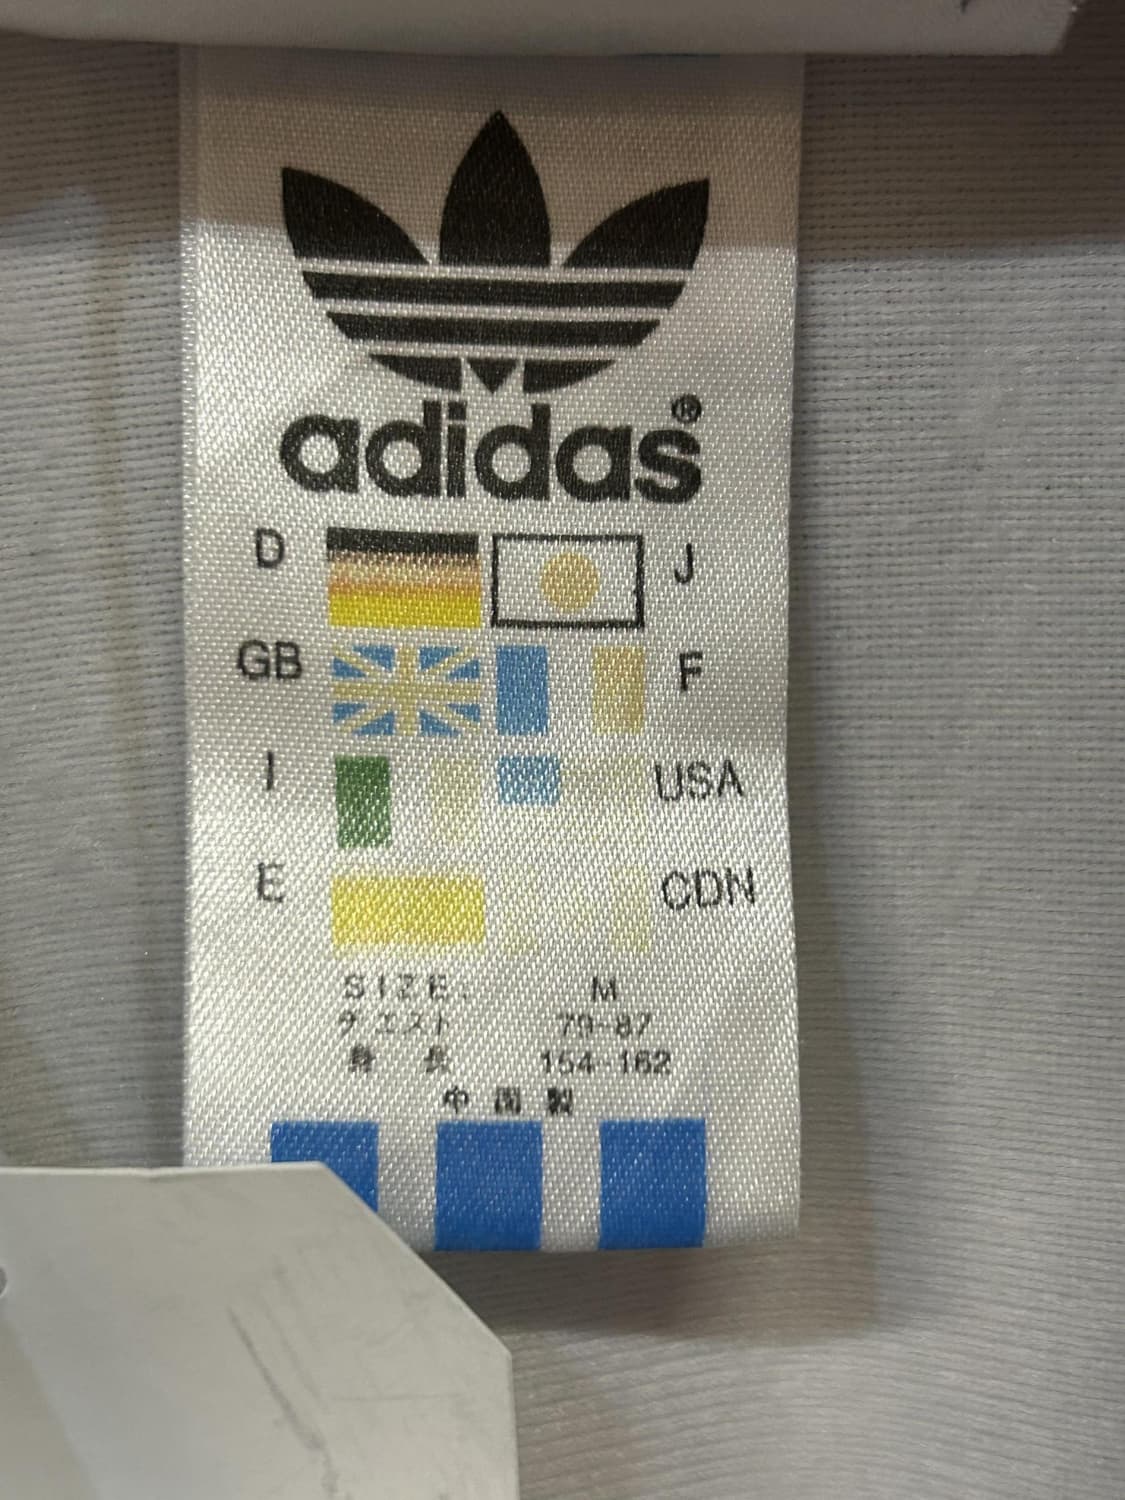 adidas®
D J
GB F
I USA
E CDN
SIZE. M
ウエスト 79-87
身長 154-162
中国製